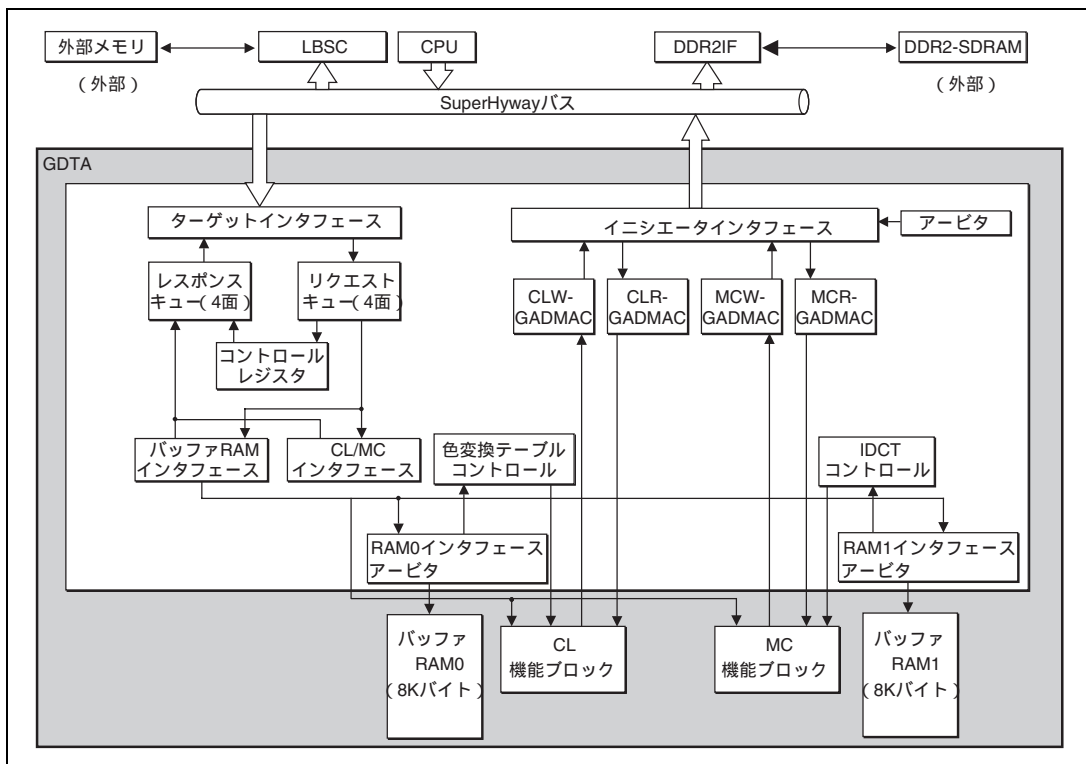 外部メモリ
LBSC
CPU
DDR2IF
DDR2-SDRAM
(外部)
(外部)
SuperHywayバス
GDTA
ターゲットインタフェース
イニシエータインタフェース
アービタ
レスポンス
キュー(4面)
リクエスト
キュー(4面)
CLW-
GADMAC
CLR-
GADMAC
MCW-
GADMAC
MCR-
GADMAC
コントロール
レジスタ
バッファRAM
インタフェース
CL/MC
インタフェース
色変換テーブル
コントロール
IDCT
コントロール
RAM0インタフェース
アービタ
RAM1インタフェース
アービタ
バッファ
RAM0
(8Kバイト)
CL
機能ブロック
MC
機能ブロック
バッファ
RAM1
(8Kバイト)